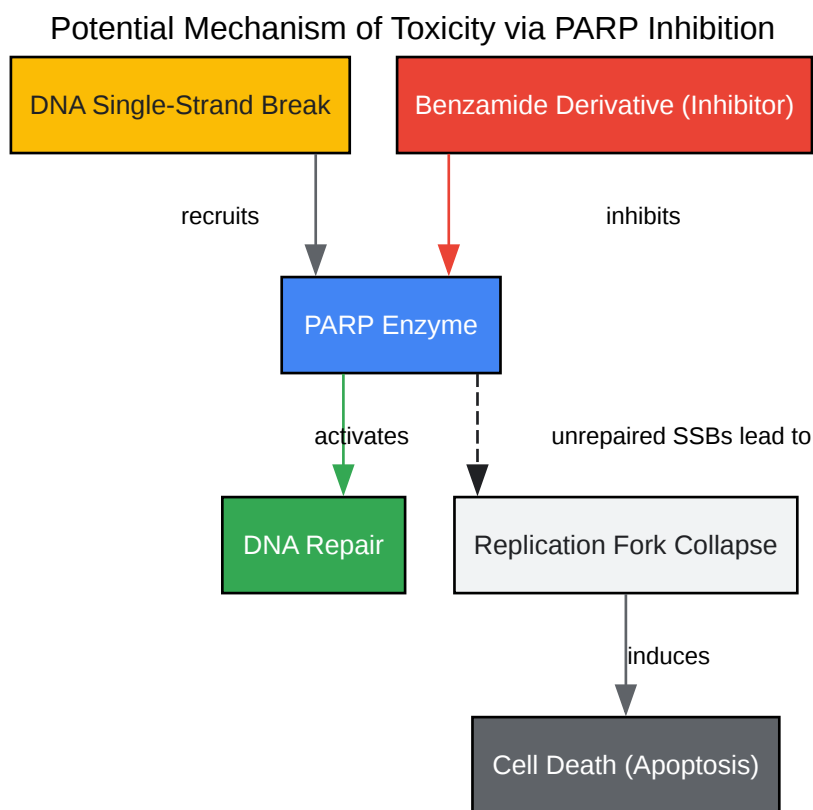 Potential Mechanism of Toxicity via PARP Inhibition
DNA Single-Strand Break
Benzamide Derivative (Inhibitor)
recruits
inhibits
PARP Enzyme
activates
unrepaired SSBs lead to
DNA Repair
Replication Fork Collapse
induces
Cell Death (Apoptosis)